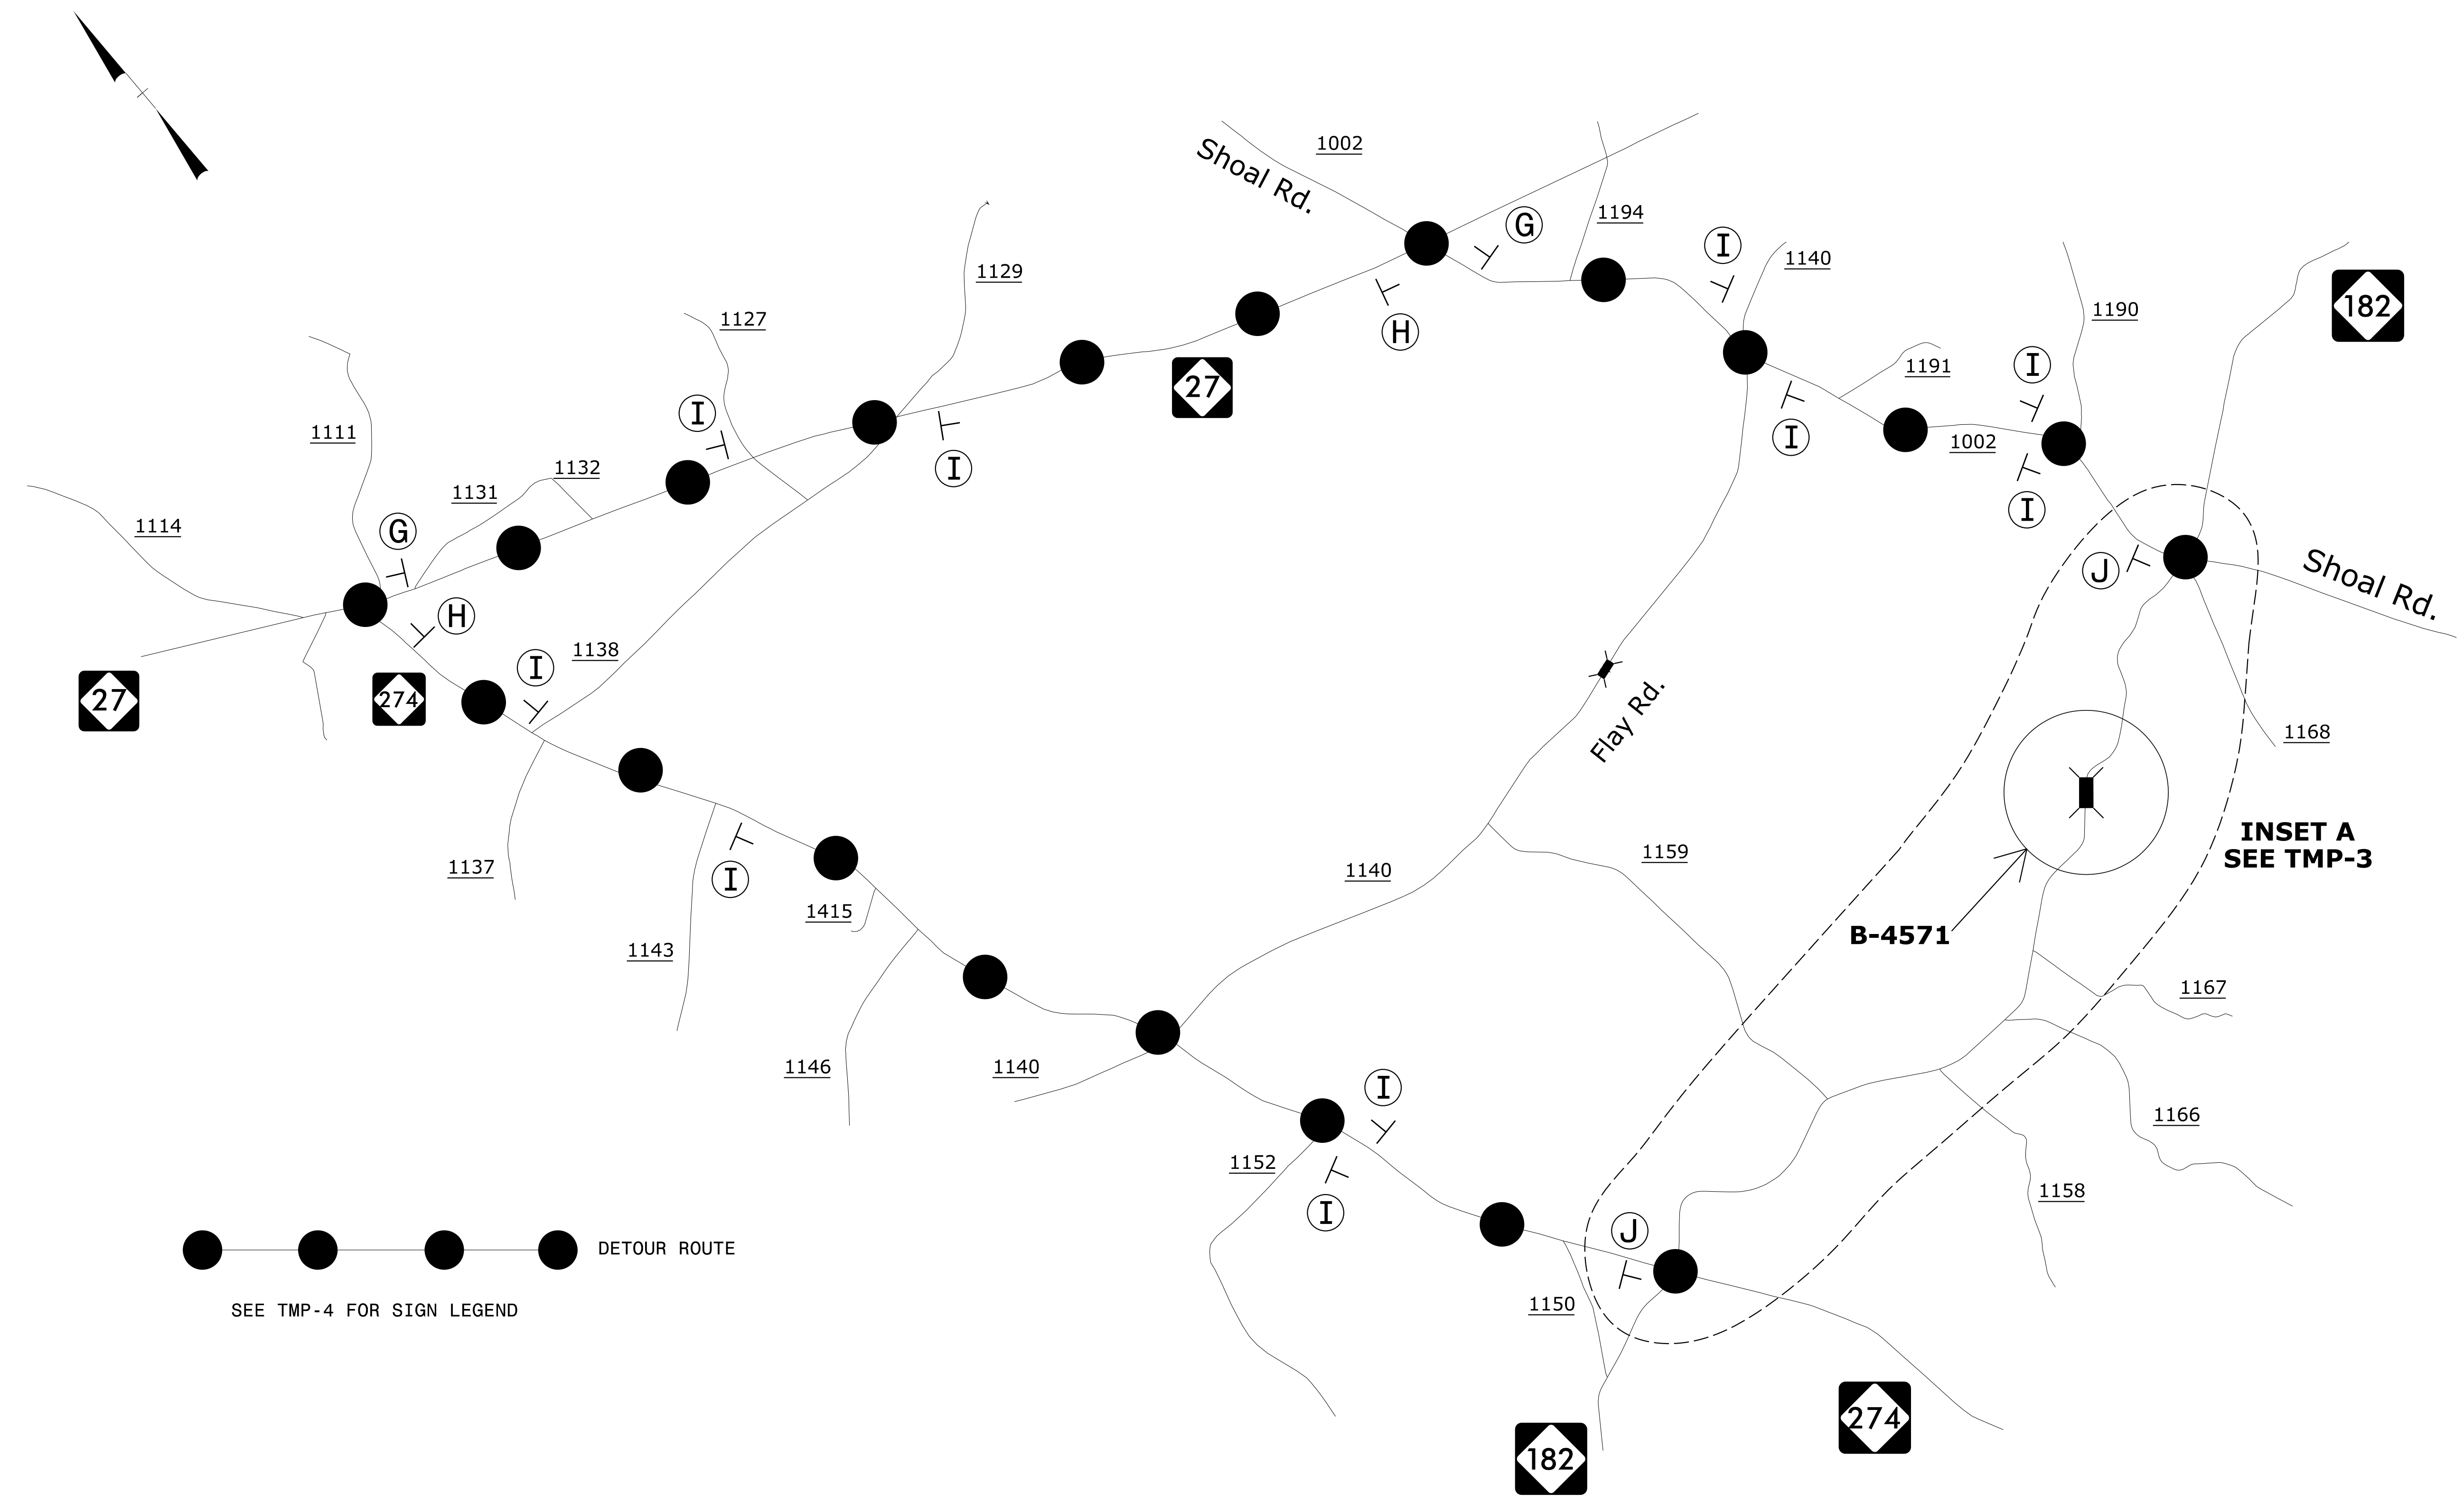 1002
Shoal Rd.
1194
G
I
1140
182
1129
1190
H
1127
I
1191
27
I
I
1111
I
1002
I
1132
1131
I
G
1114
J
Shoal Rd.
H
1138
I
27
274
Flay Rd.
1168
INSET A
SEE TMP-3
1159
1137
1140
I
1415
B-4571
1143
1167
1146
1140
I
1166
1152
1158
I
J
DETOUR ROUTE
1150
SEE TMP-4 FOR SIGN LEGEND
274
182